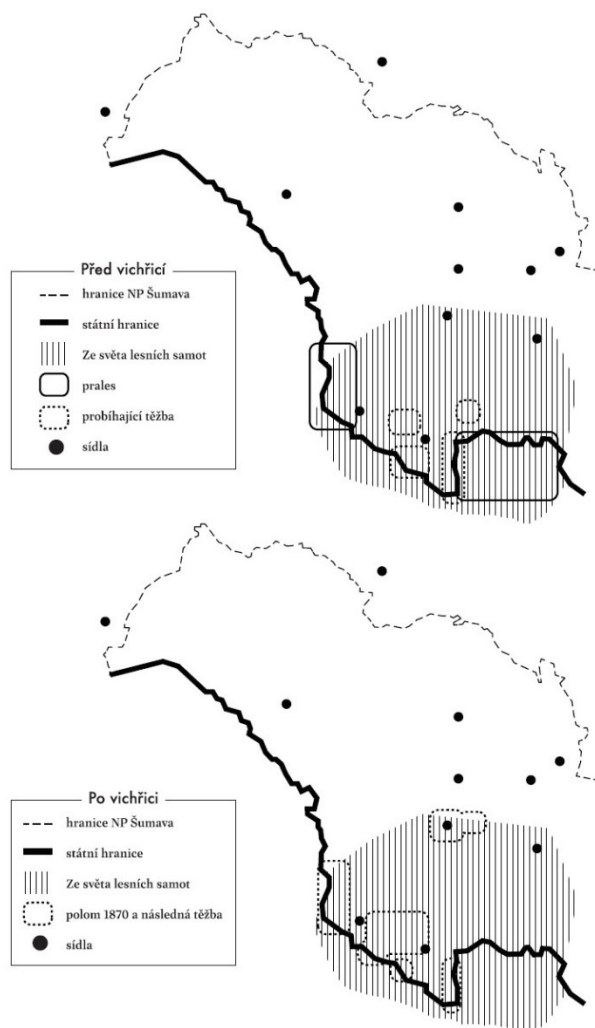 Před vichřicí
hranice NP Šumava
státní hranice
Ze světa lesních samot
prales
probíhající těžba
sídla
Po vichřici
hranice NP Šumava
státní hranice
Ze světa lesních samot
polom 1870 a následná těžba
sídla